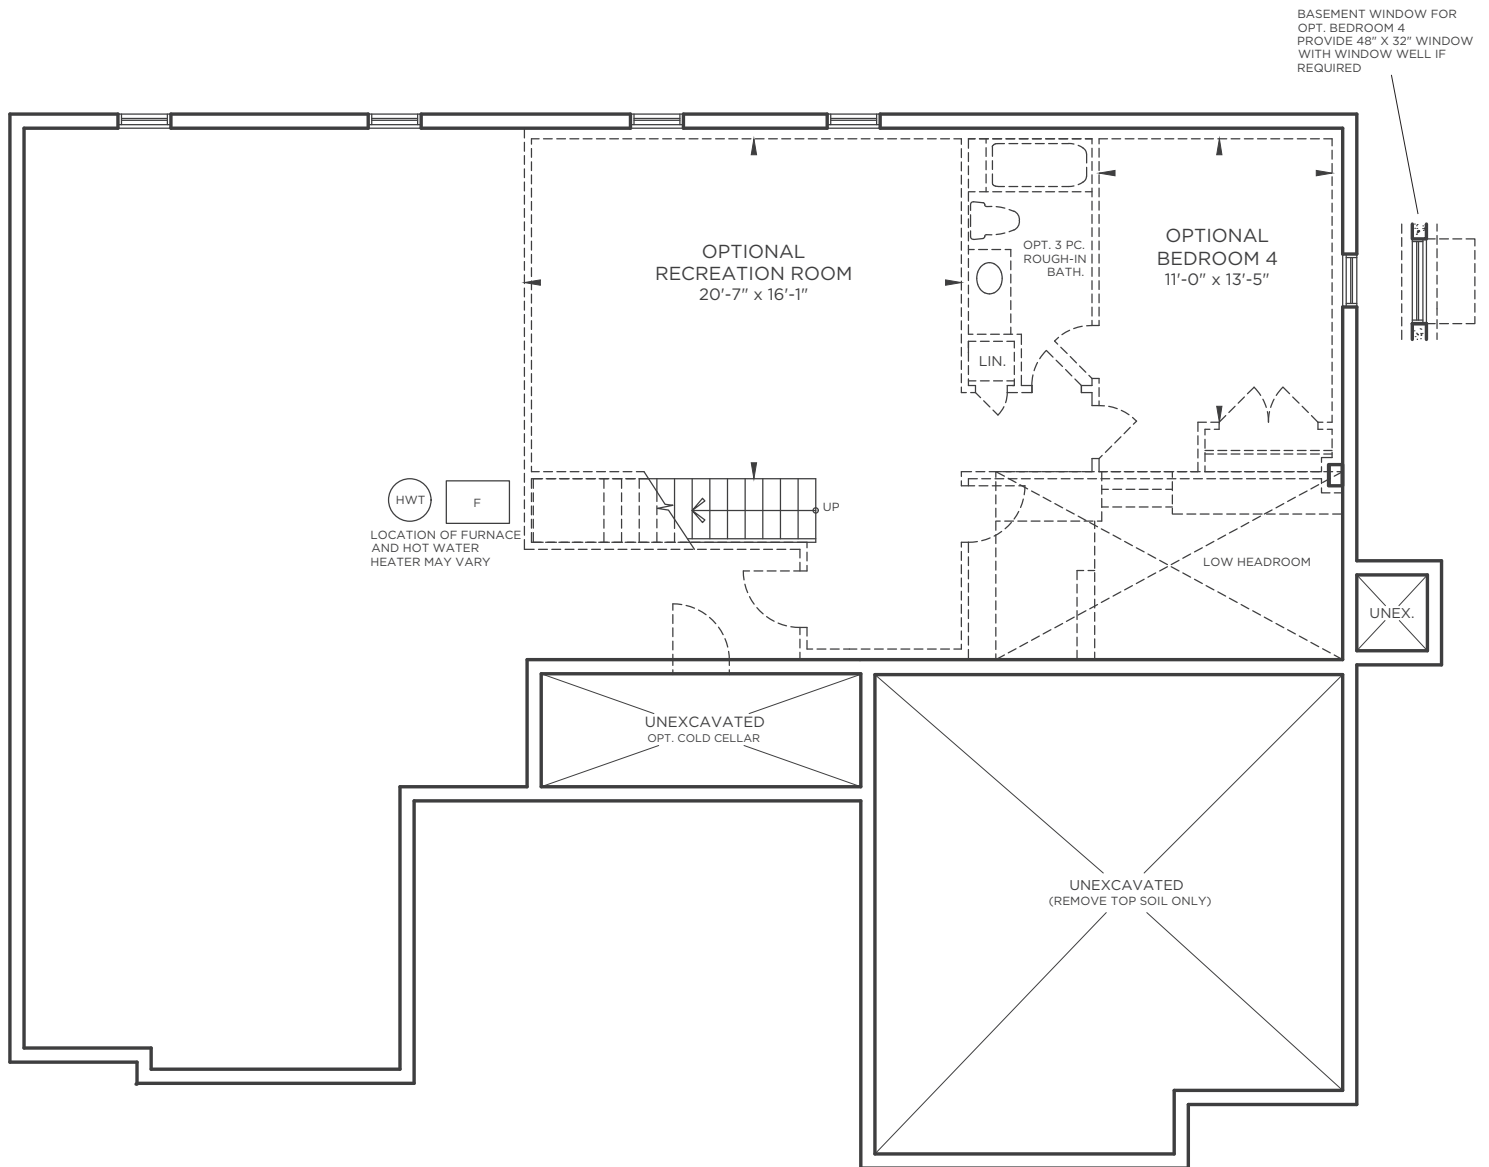 BASEMENT WINDOW FOR
OPT. BEDROOM 4
PROVIDE 48" X 32" WINDOW
WITH WINDOW WELL IF
REQUIRED
OPTIONAL
RECREATION ROOM
20'-7" x 16'-1"
OPT. 3 PC.
ROUGH-IN
BATH.
OPTIONAL
BEDROOM 4
11'-0" x 13'-5"
LIN.
HWT
F
LOCATION OF FURNACE
AND HOT WATER
HEATER MAY VARY
UP
LOW HEADROOM
UNEX.
UNEXCAVATED
OPT. COLD CELLAR
UNEXCAVATED
(REMOVE TOP SOIL ONLY)